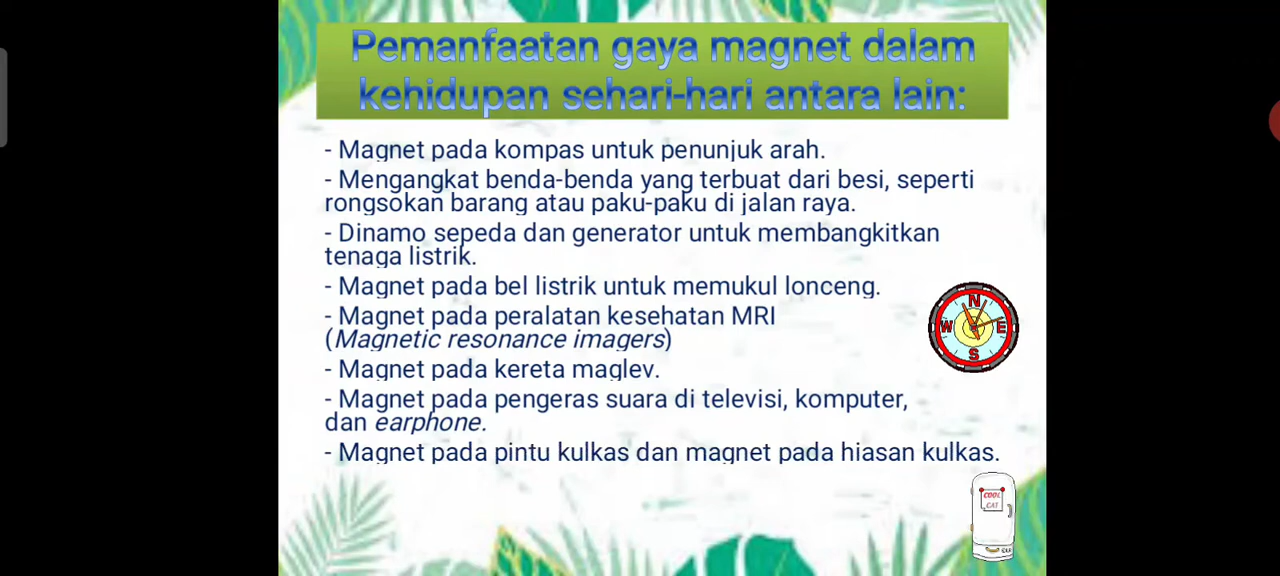 Pemanfaatan gaya magnet dalam
kehidupan sehari-hari antara lain:
- Magnet pada kompas untuk penunjuk arah.
- Mengangkat benda-benda yang terbuat dari besi, seperti
rongsokan barang atau paku-paku di jalan raya.
- Dinamo sepeda dan generator untuk membangkitkan
tenaga listrik.
- Magnet pada bel listrik untuk memukul lonceng.
- Magnet pada peralatan kesehatan MRI
(Magnetic resonance imagers)
- Magnet pada kereta maglev.
- Magnet pada pengeras suara di televisi, komputer,
dan earphone.
- Magnet pada pintu kulkas dan magnet pada hiasan kulkas.
N
W E
S
COOL
CAT